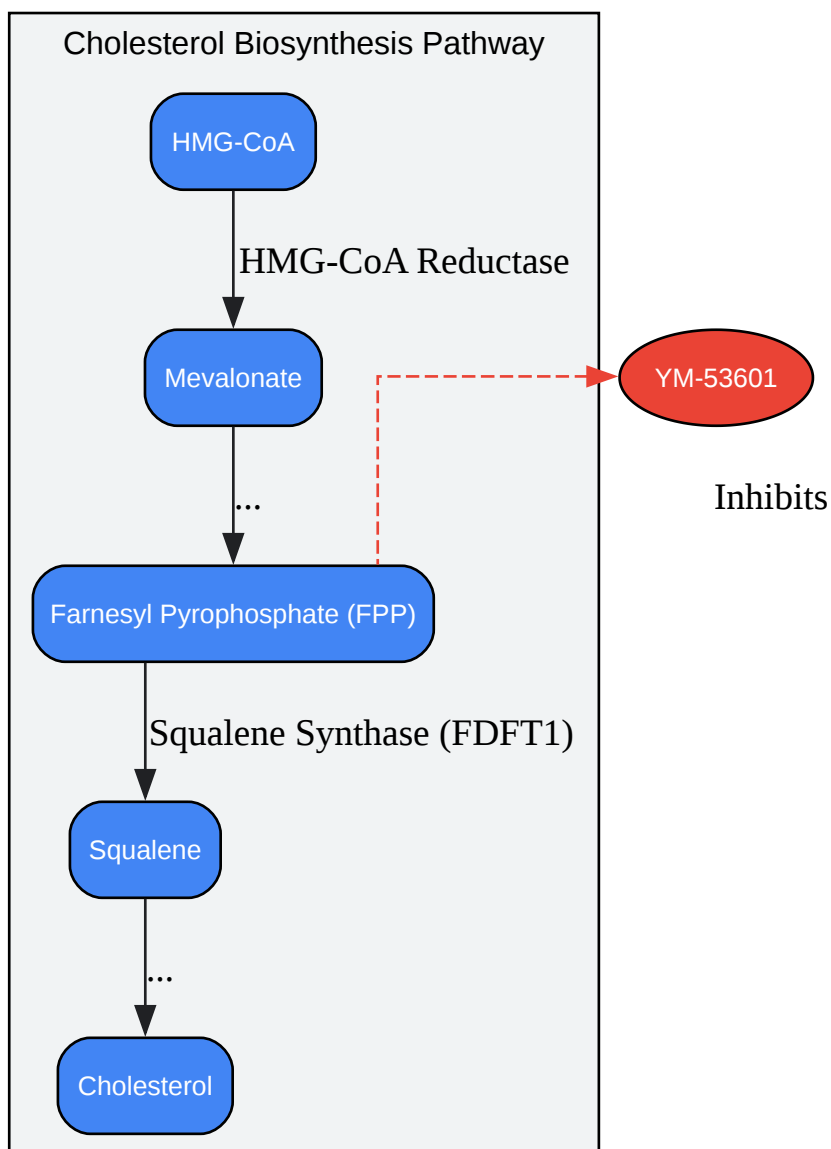 Cholesterol Biosynthesis Pathway
HMG-CoA
HMG-CoA Reductase
Mevalonate
YM-53601
...
Inhibits
Farnesyl Pyrophosphate (FPP)
Squalene Synthase (FDFT1)
Squalene
...
Cholesterol